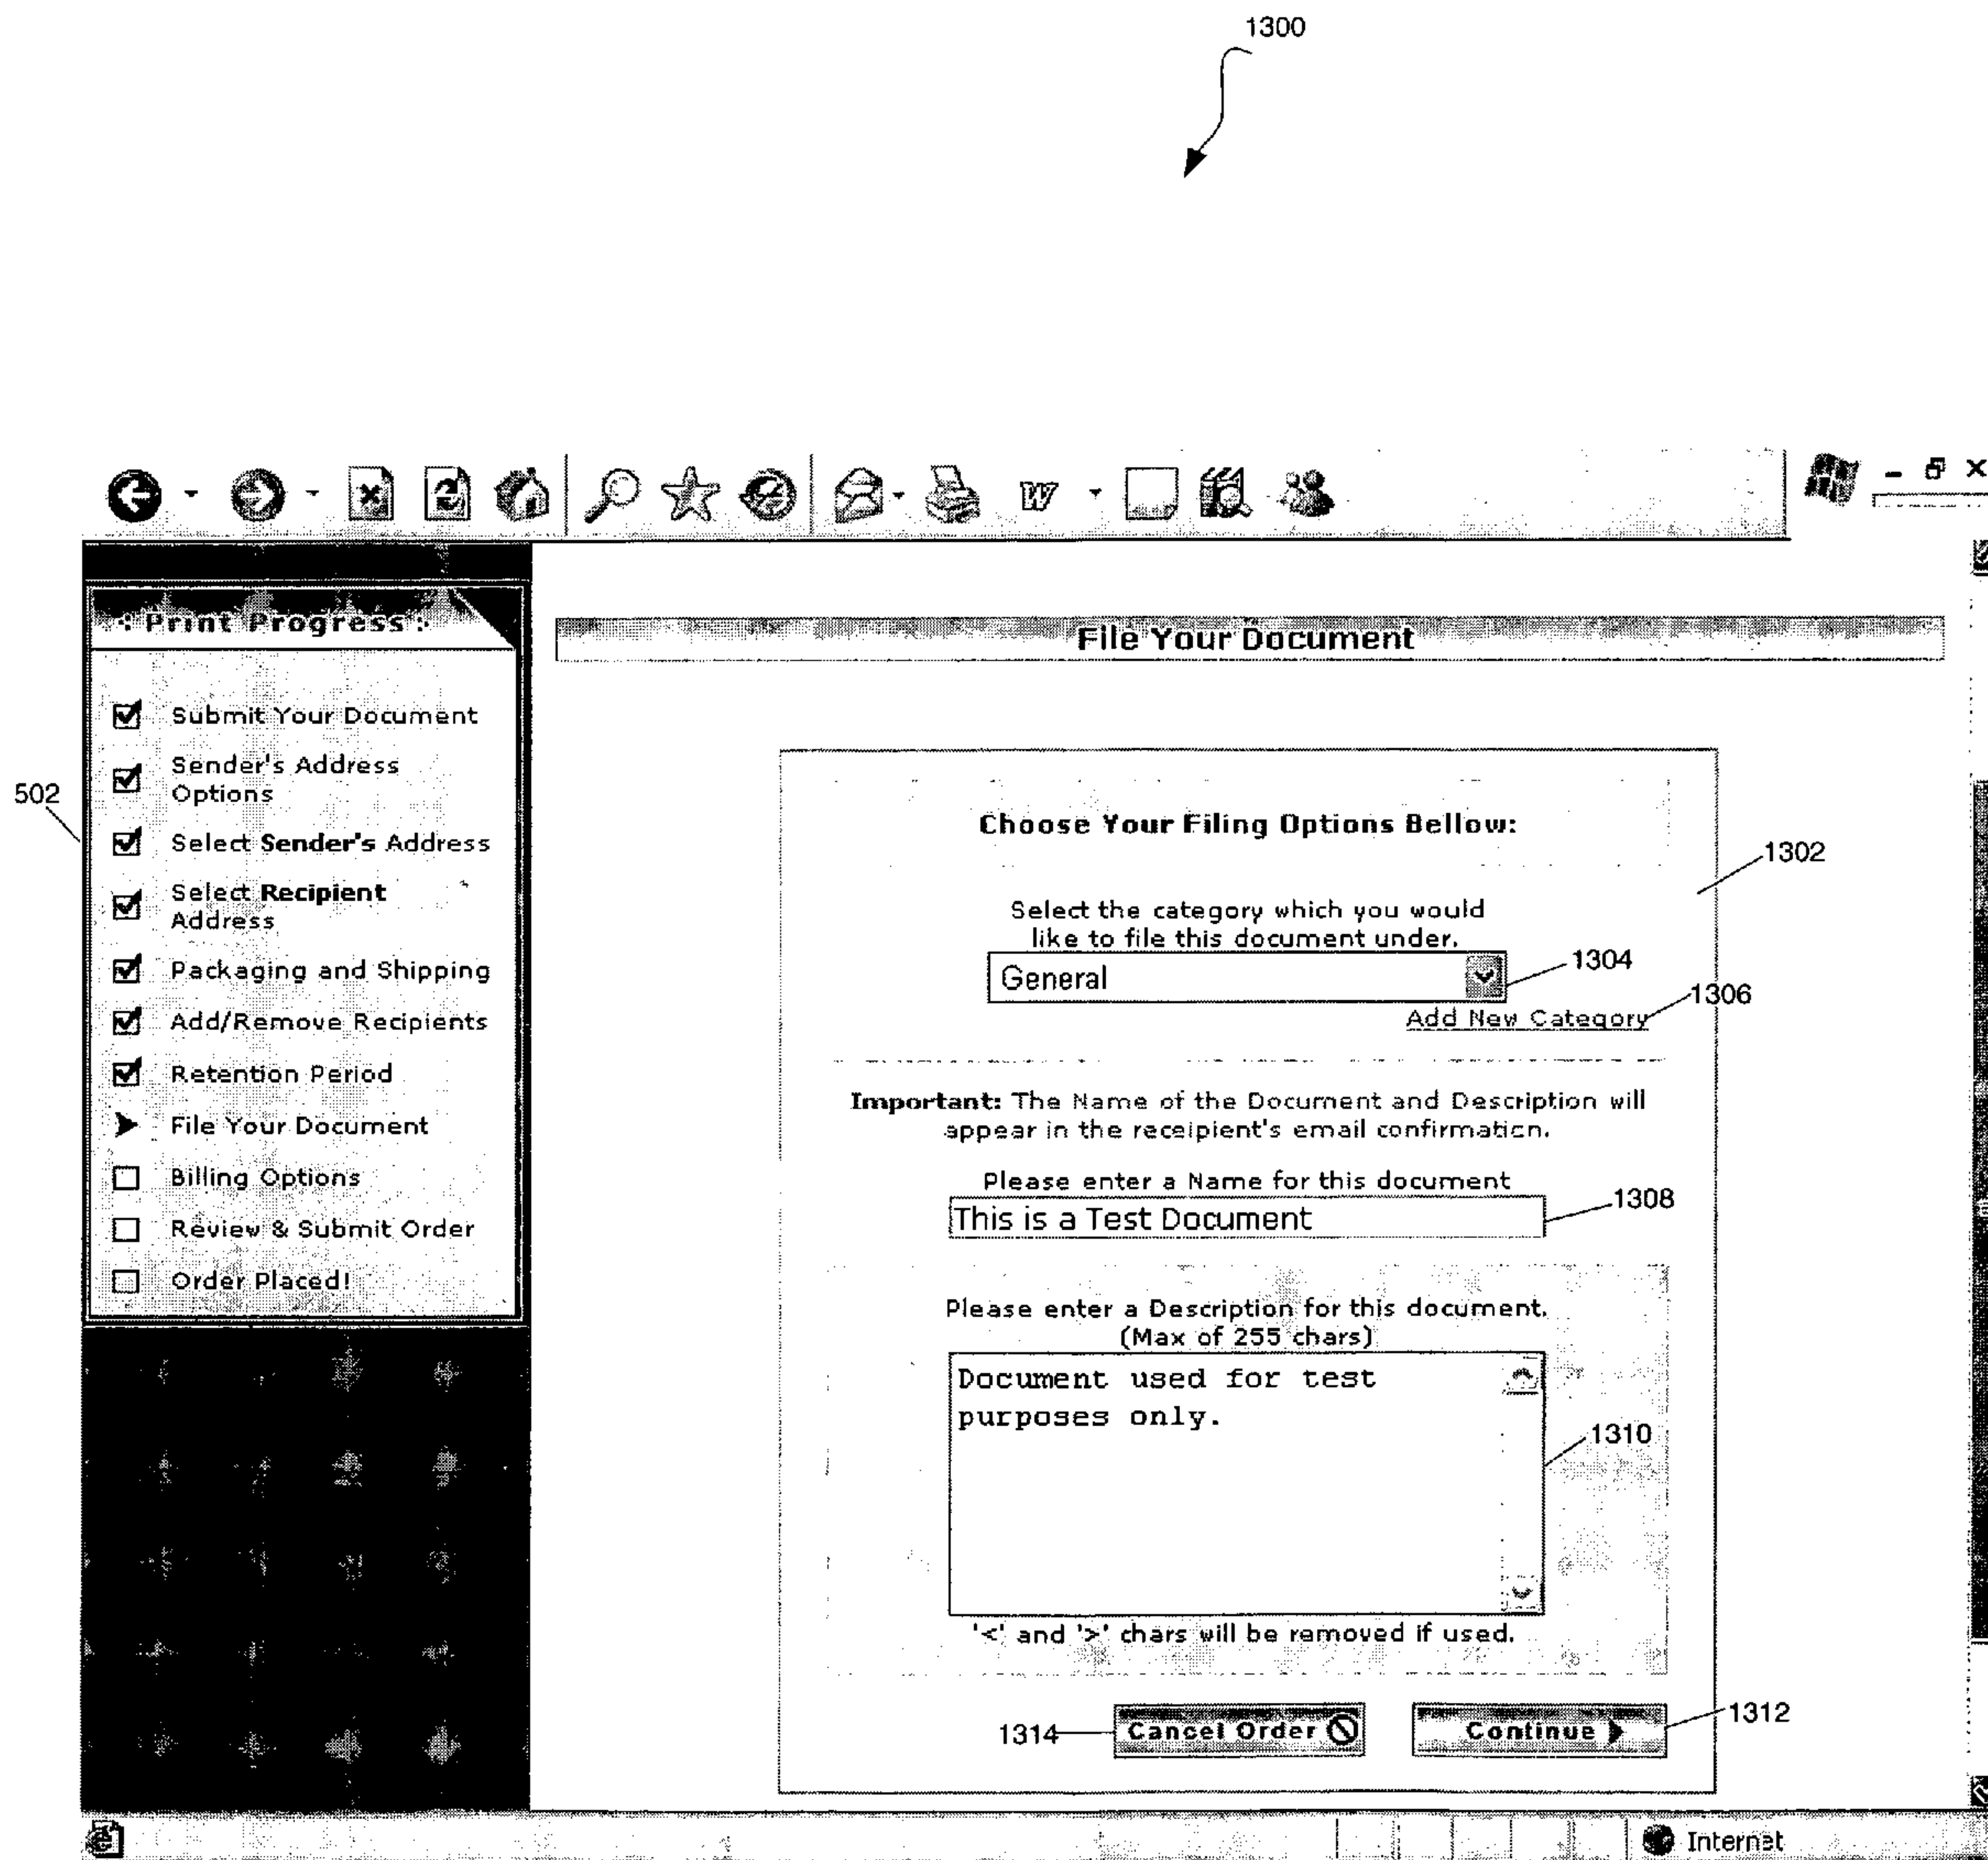 1300
∴ Print Progress :.
Submit Your Document
Sender's Address
Options
502
Select Sender's Address
Select Recipient
Address
Packaging and Shipping
Add/Remove Recipients
Retention Period
File Your Document
Billing Options
Review & Submit Order
Order Placed!
File Your Document
Choose Your Filing Options Bellow:
1302
Select the category which you would
like to file this document under.
General
1304
1306
Add New Category
Important: The Name of the Document and Description will
appear in the receipient's email confirmation.
Please enter a Name for this document
This is a Test Document
1308
Please enter a Description for this document.
(Max of 255 chars)
Document used for test
purposes only.
1310
'<' and '>' chars will be removed if used.
1314
Cancel Order
Continue
1312
Internet